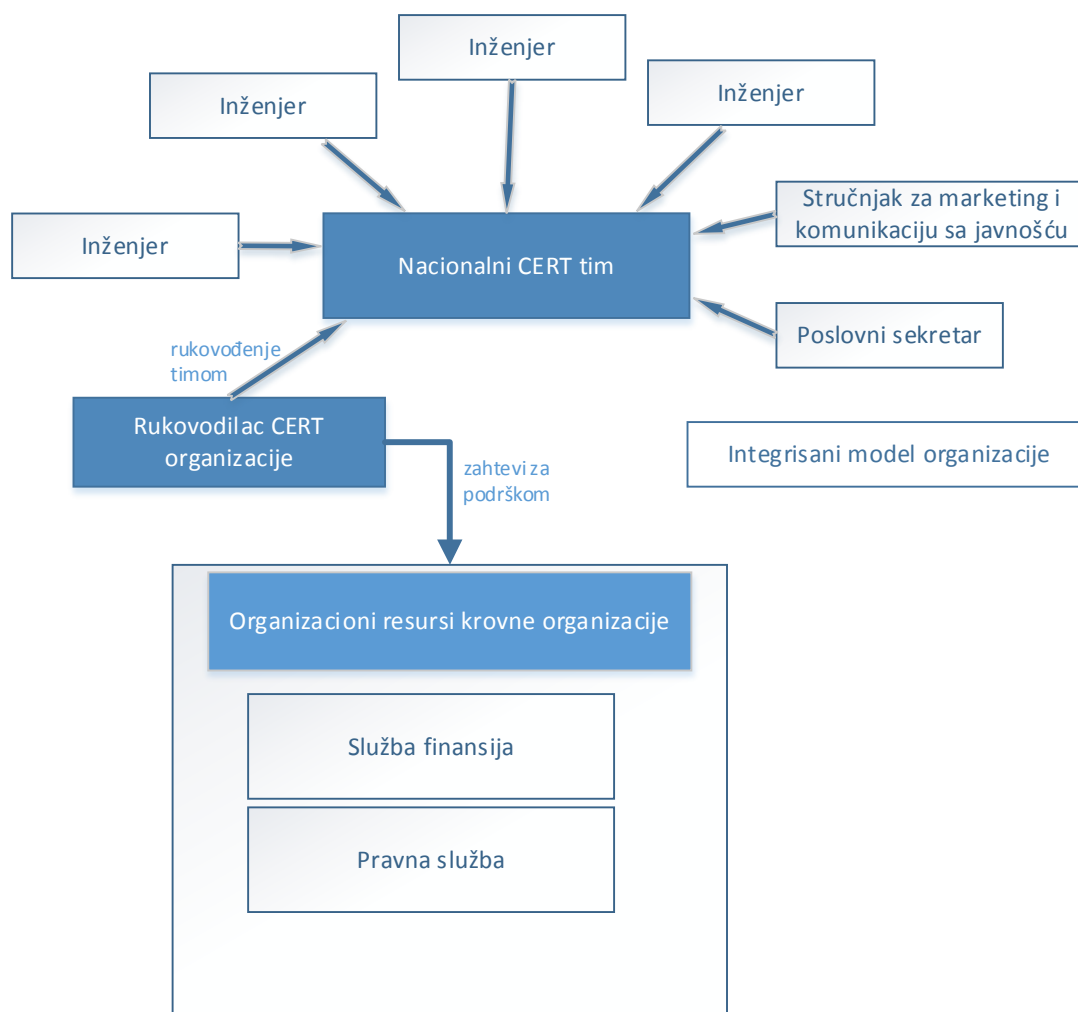 Inženjer
Inženjer
Inženjer
Stručnjak za marketing i
komunikaciju sa javnošću
Inženjer
Nacionalni CERT tim
Poslovni sekretar
rukovođenje
timom
Rukovodilac CERT
organizacije
Integrisani model organizacije
zahtevi za
podrškom
Organizacioni resursi krovne organizacije
Služba finansija
Pravna služba